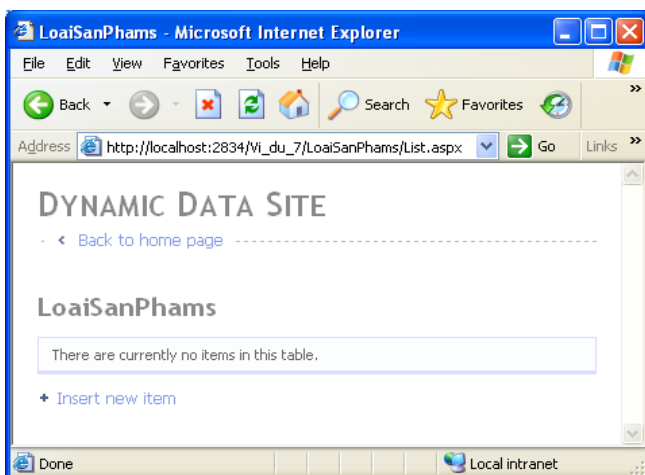 LoaiSanPhams - Microsoft Internet Explorer
File Edit View Favorites Tools Help
Back Search Favorites »
Address http://localhost:2834/Vi_du_7/LoaiSanPhams/List.aspx Go Links »
DYNAMIC DATA SITE
Back to home page
LoaiSanPhams
There are currently no items in this table.
Insert new item
Done Local intranet